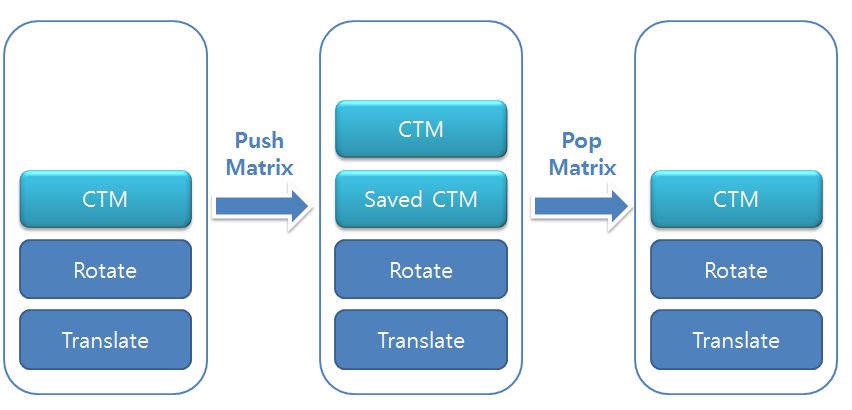 CTM
Rotate
Translate
Push
Matrix
CTM
Saved CTM
Rotate
Translate
Pop
Matrix
CTM
Rotate
Translate